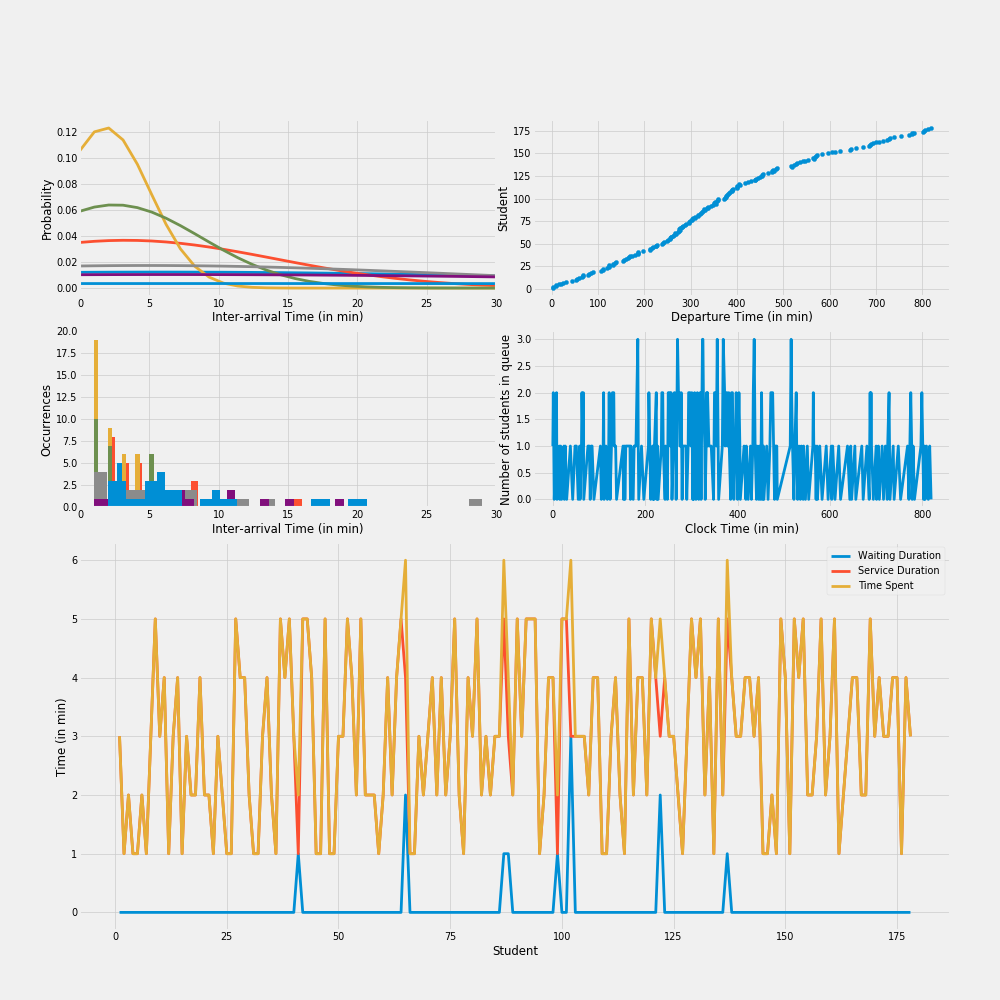 0.12
0.10
0.08
0.06
0.04
0.02
0.00
Probability
0 5 10 15 20 25 30
Inter-arrival Time (in min)
175
150
125
100
75
50
25
0
Student
0 100 200 300 400 500 600 700 800
Departure Time (in min)
20.0
17.5
15.0
12.5
10.0
7.5
5.0
2.5
0.0
Occurrences
0 5 10 15 20 25 30
Inter-arrival Time (in min)
3.0
2.5
2.0
1.5
1.0
0.5
0.0
Number of students in queue
0 200 400 600 800
Clock Time (in min)
6
5
4
3
2
1
0
Time (in min)
Waiting Duration
Service Duration
Time Spent
0 25 50 75 100 125 150 175
Student